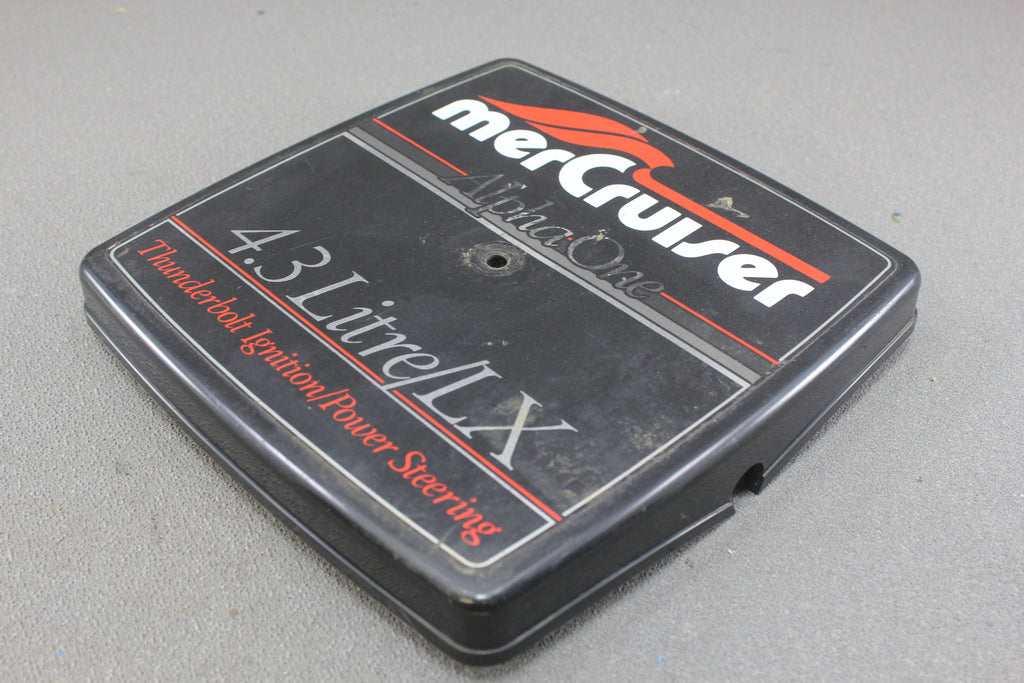 merCruiser
Alpha·One
4.3 Litre/LX
Thunderbolt Ignition/Power Steering